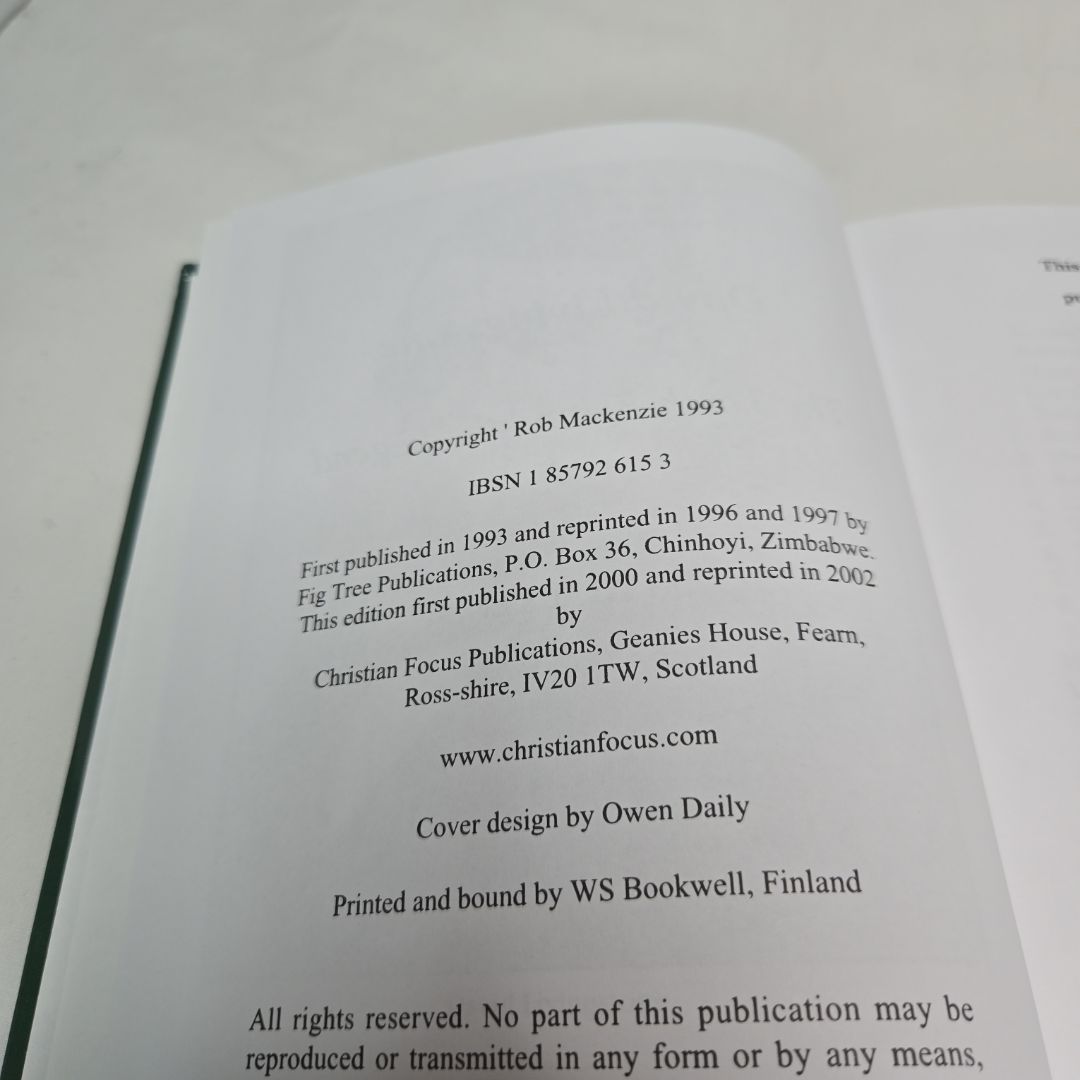 Copyright ' Rob Mackenzie 1993
IBSN 1 85792 615 3
First published in 1993 and reprinted in 1996 and 1997 by
Fig Tree Publications, P.O. Box 36, Chinhoyi, Zimbabwe.
This edition first published in 2000 and reprinted in 2002
by
Christian Focus Publications, Geanies House, Fearn,
Ross-shire, IV20 1TW, Scotland
www.christianfocus.com
Cover design by Owen Daily
Printed and bound by WS Bookwell, Finland
All rights reserved. No part of this publication may be
reproduced or transmitted in any form or by any means,
This